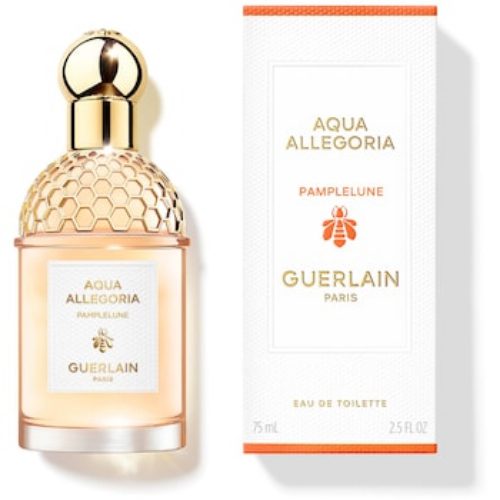 AQUA
ALLEGORIA
PAMPLELUNE
GUERLAIN
PARIS
AQUA
ALLEGORIA
PAMPLELUNE
GUERLAIN
PARIS
EAU DE TOILETTE
75 mL 2.5 FL OZ